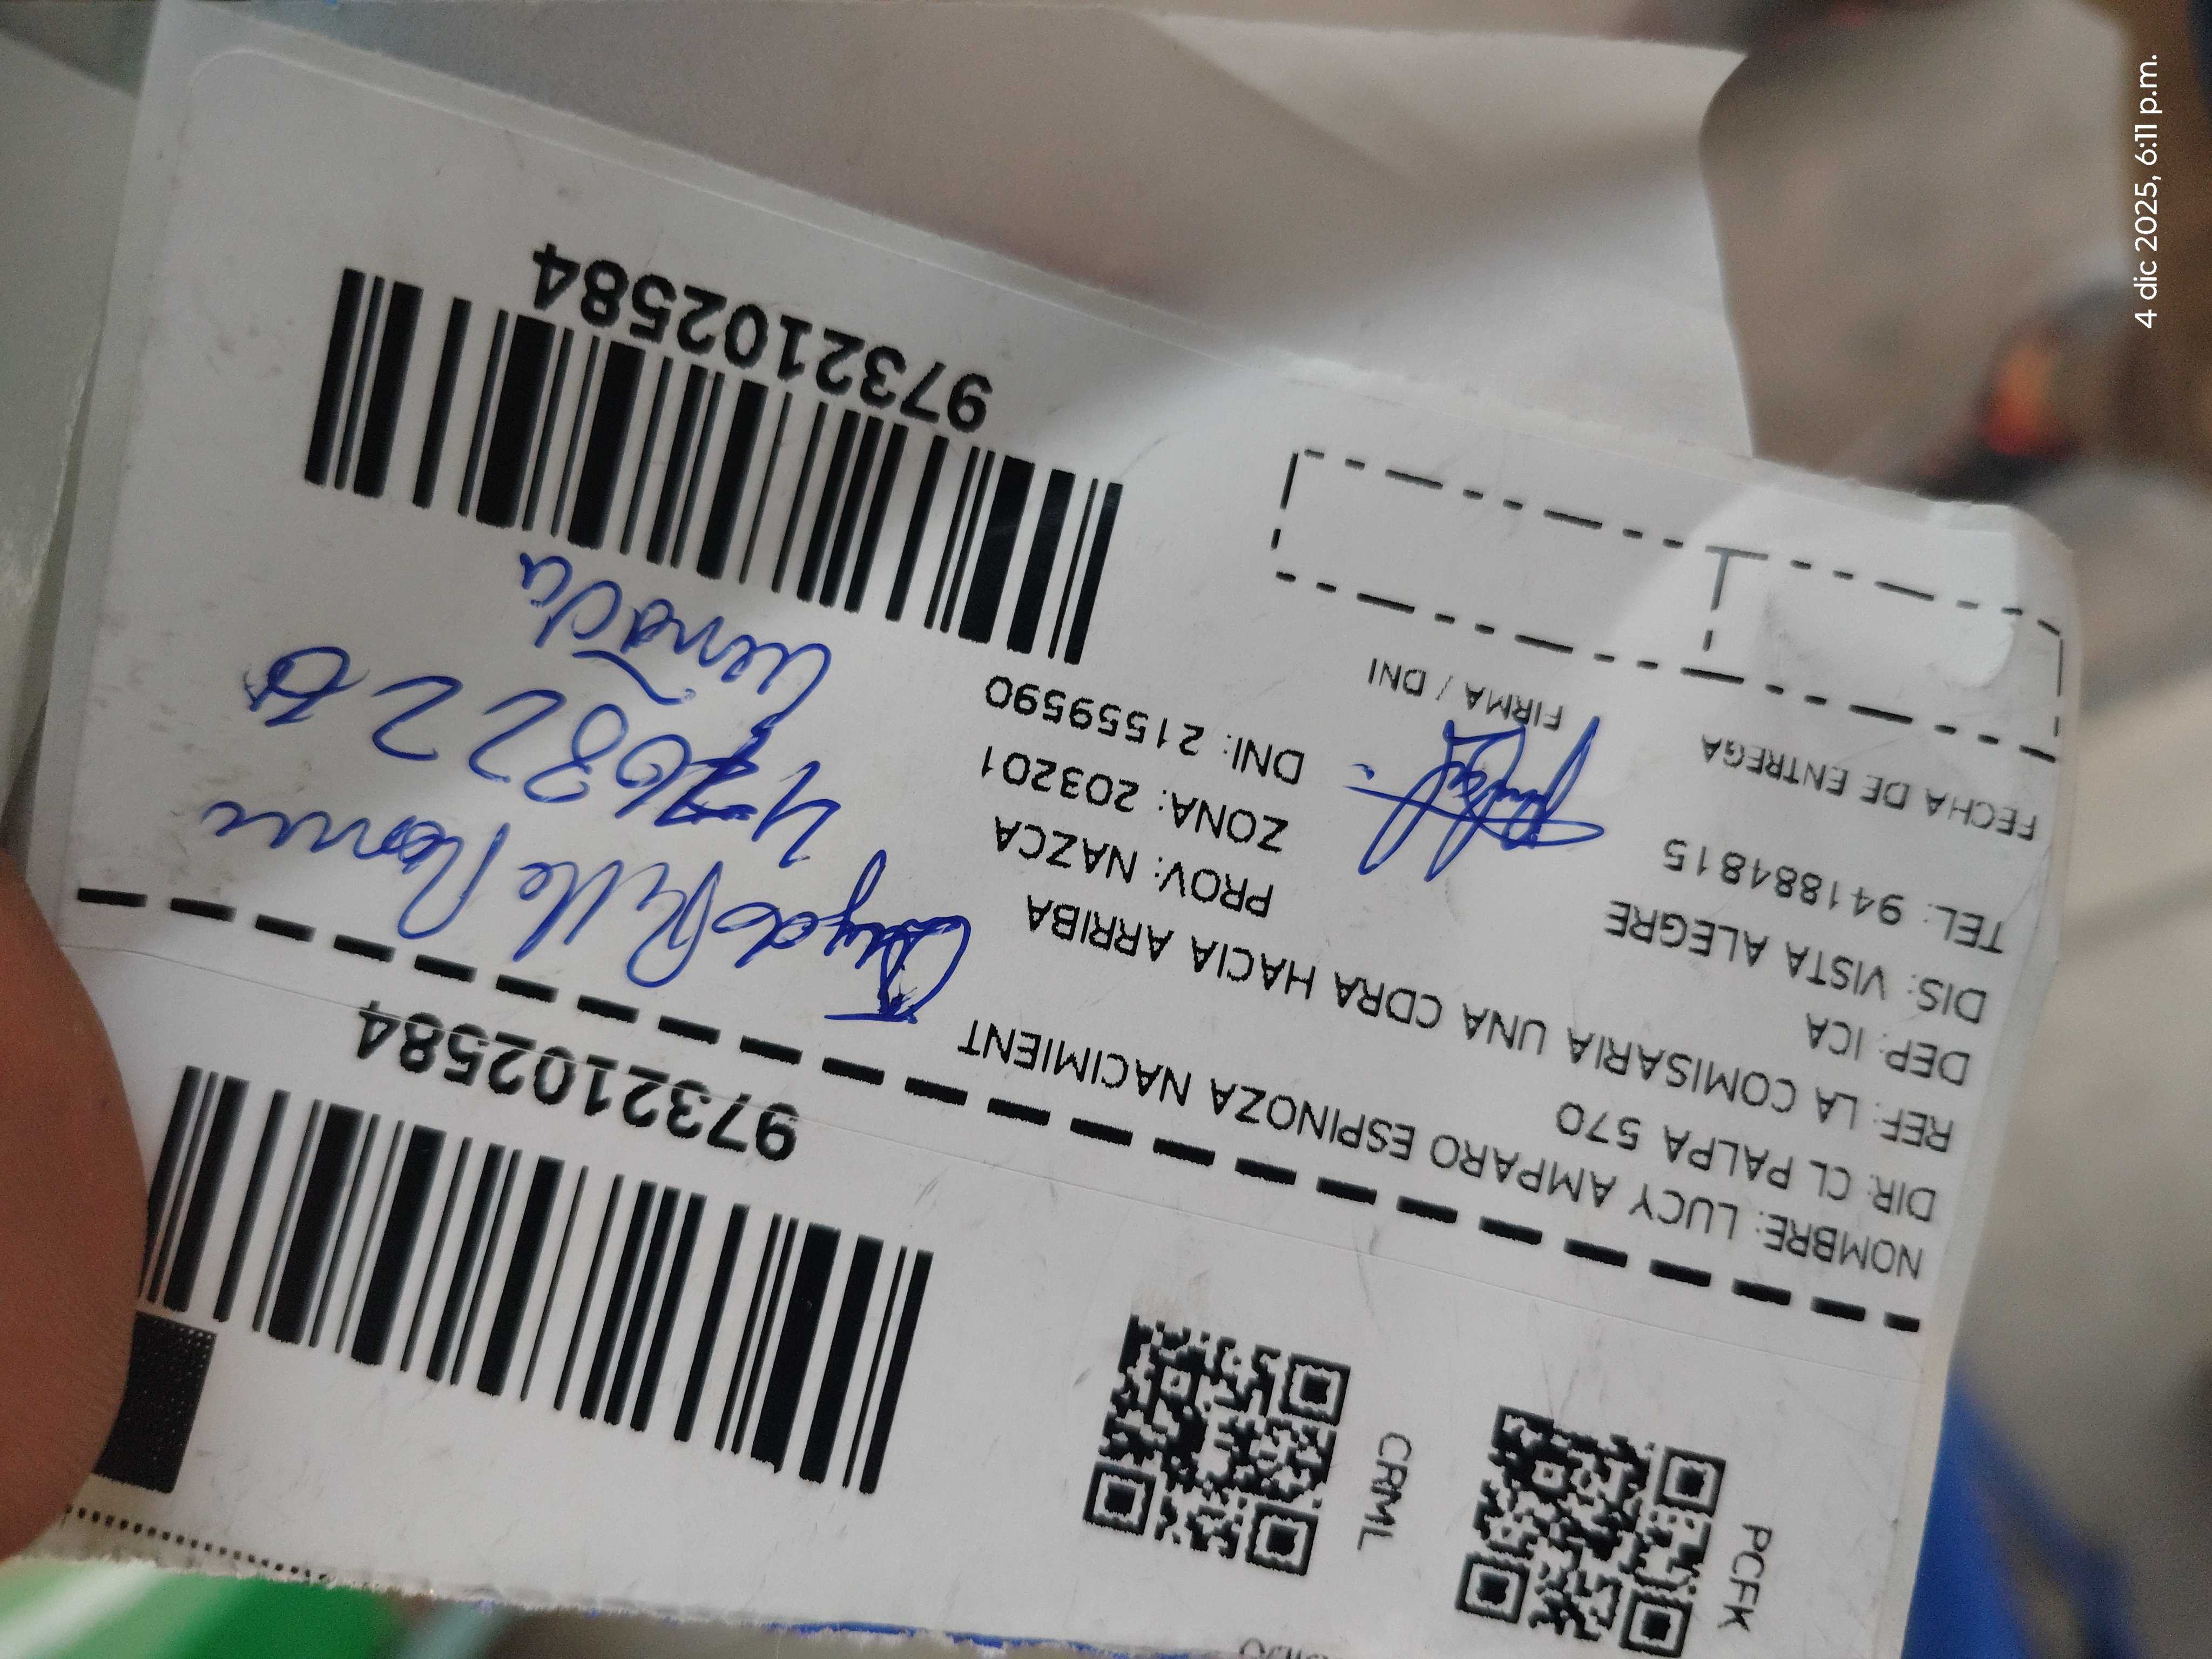 PCFK
CRML
9732102584
NOMBRE: LUCY AMPARO ESPINOZA NACIMIENT
DIR: CL PALPA 570
REF: LA COMISARIA UNA CDRA HACIA ARRIBA
DEP: ICA
PROV: NAZCA
DIS: VISTA ALEGRE
ZONA: 203201
TEL: 941884815
DNI: 21559590
FECHA DE ENTREGA
FIRMA / DNI
Cuñada
9732102584
4 dic 2025, 6:11 p.m.